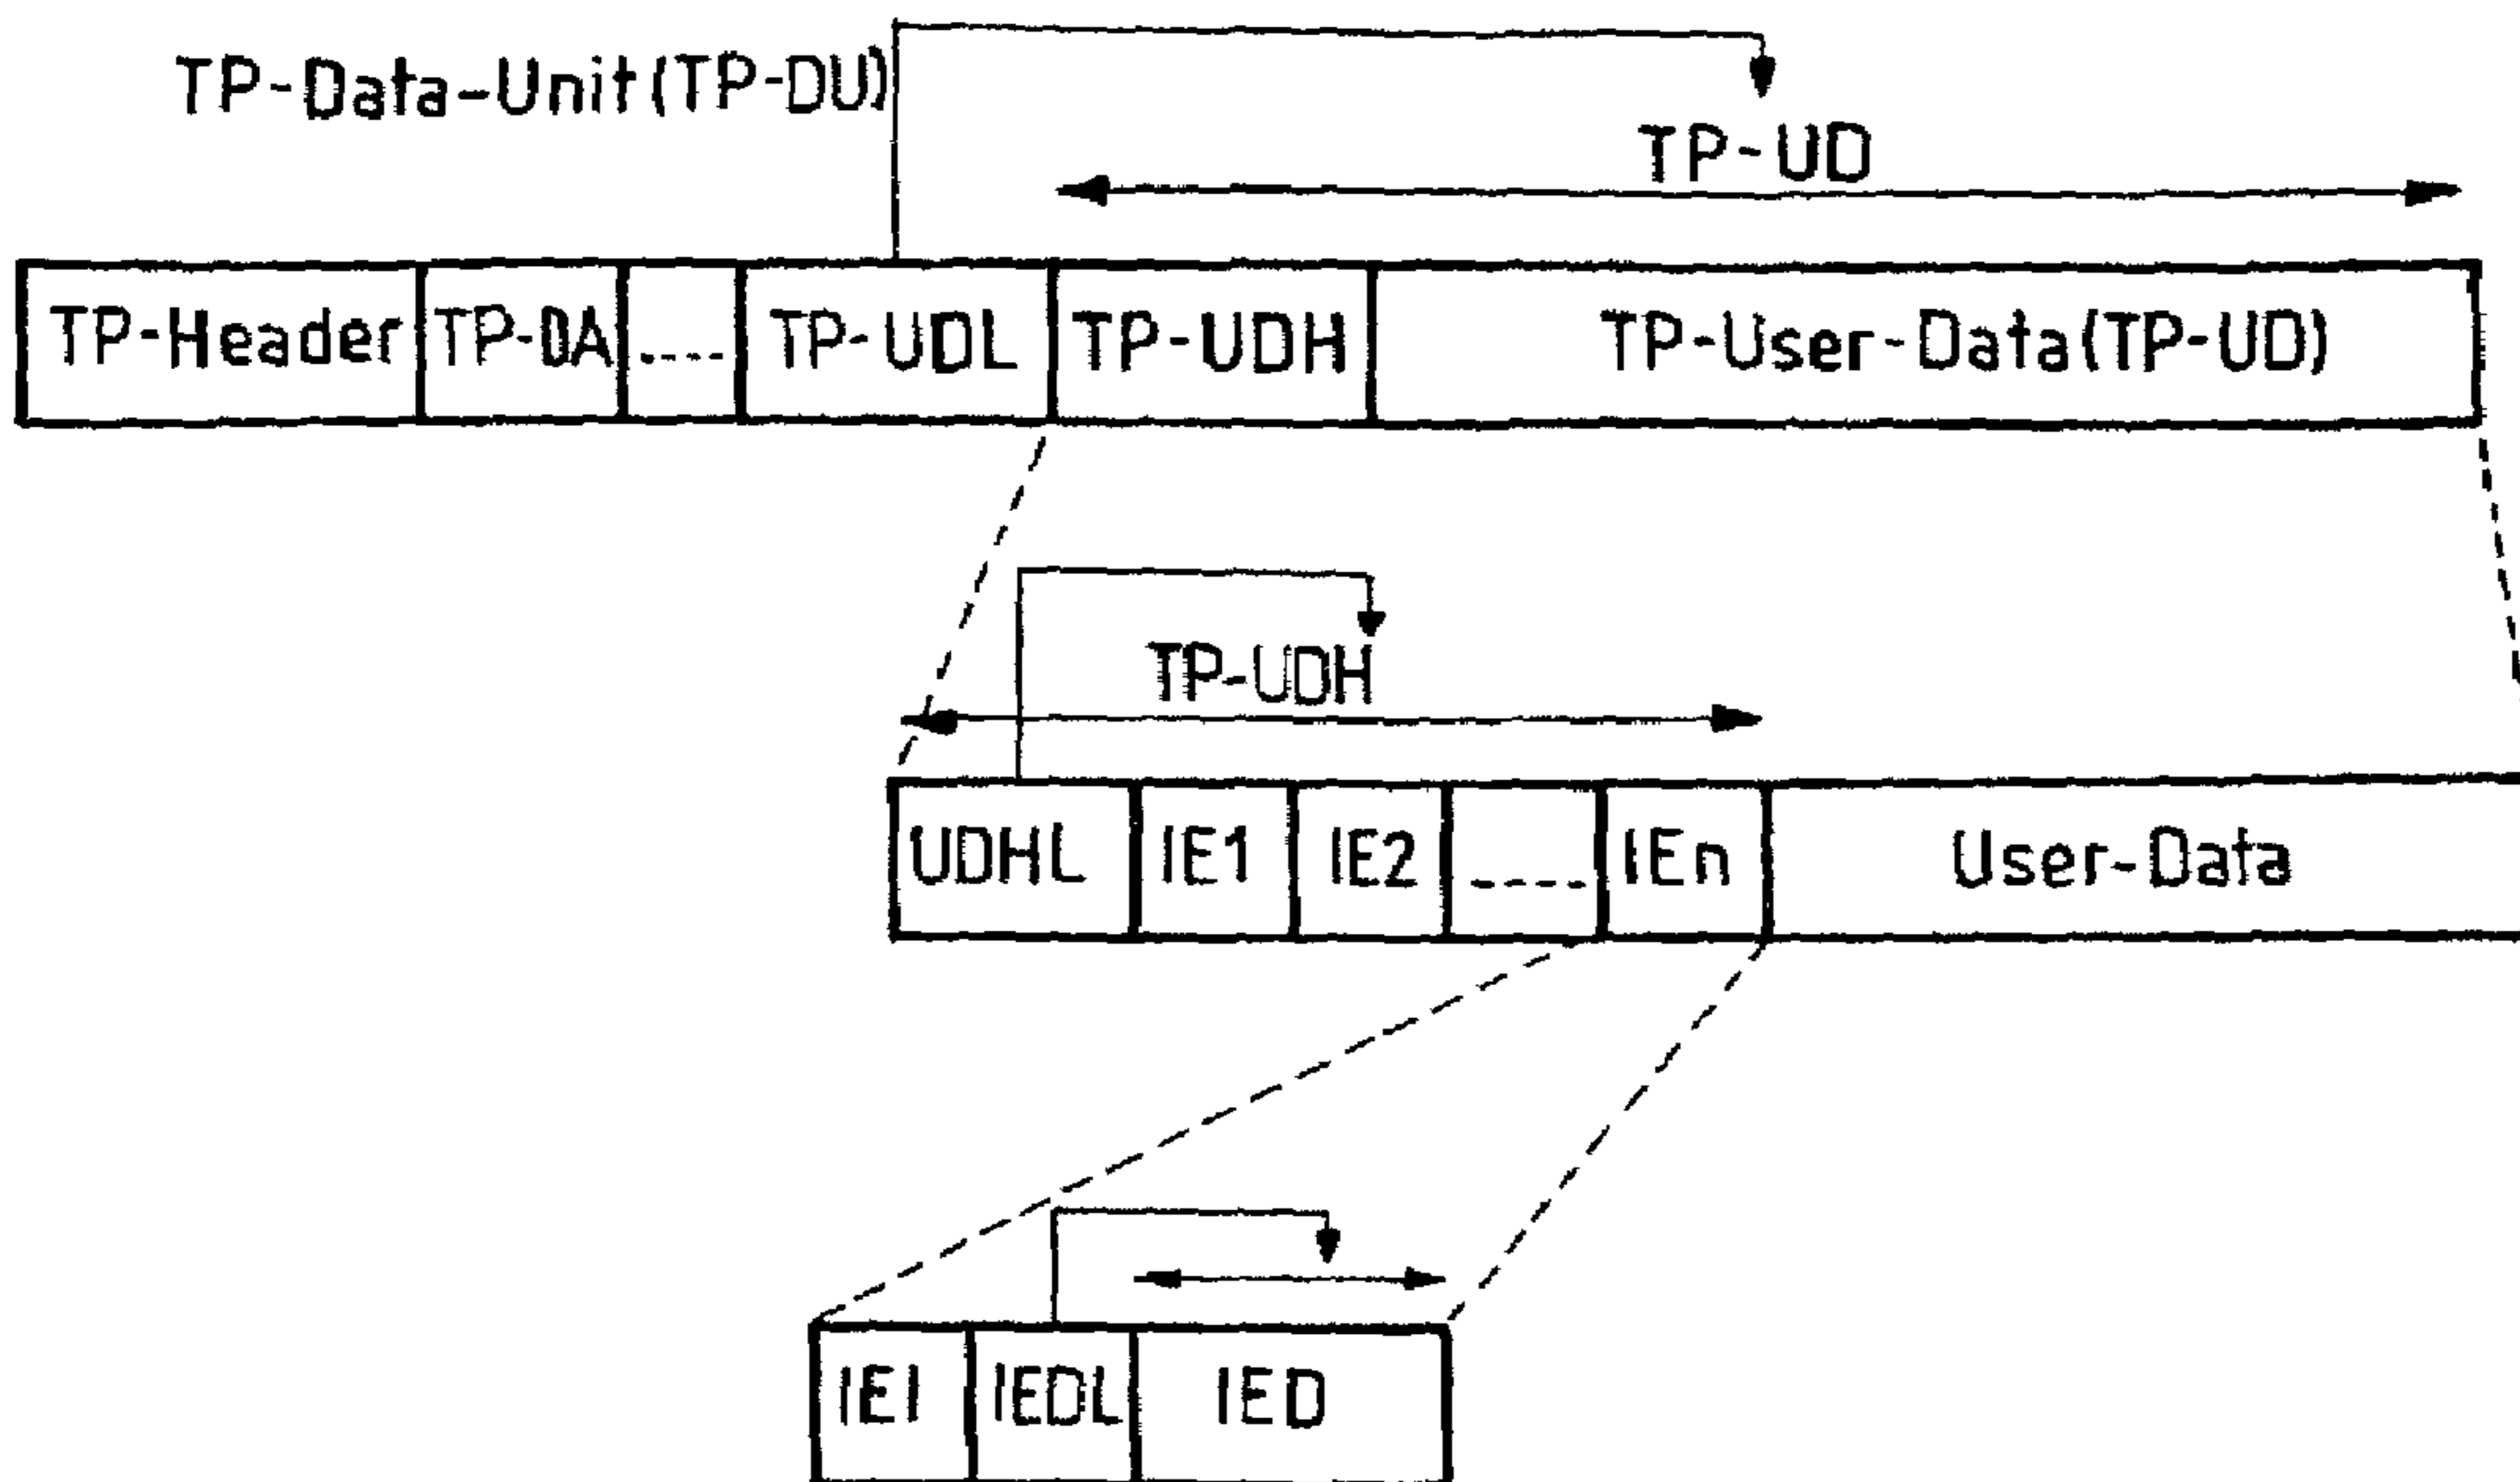 TP-Data-Unit(TP-DU)
TP-UD
TP-Header TP-DA ---- TP-UDL TP-UDH TP-User-Data(TP-UD)
TP-UDH
UDHL IE1 IE2 ----- IEn User-Data
IEI IEDL IED